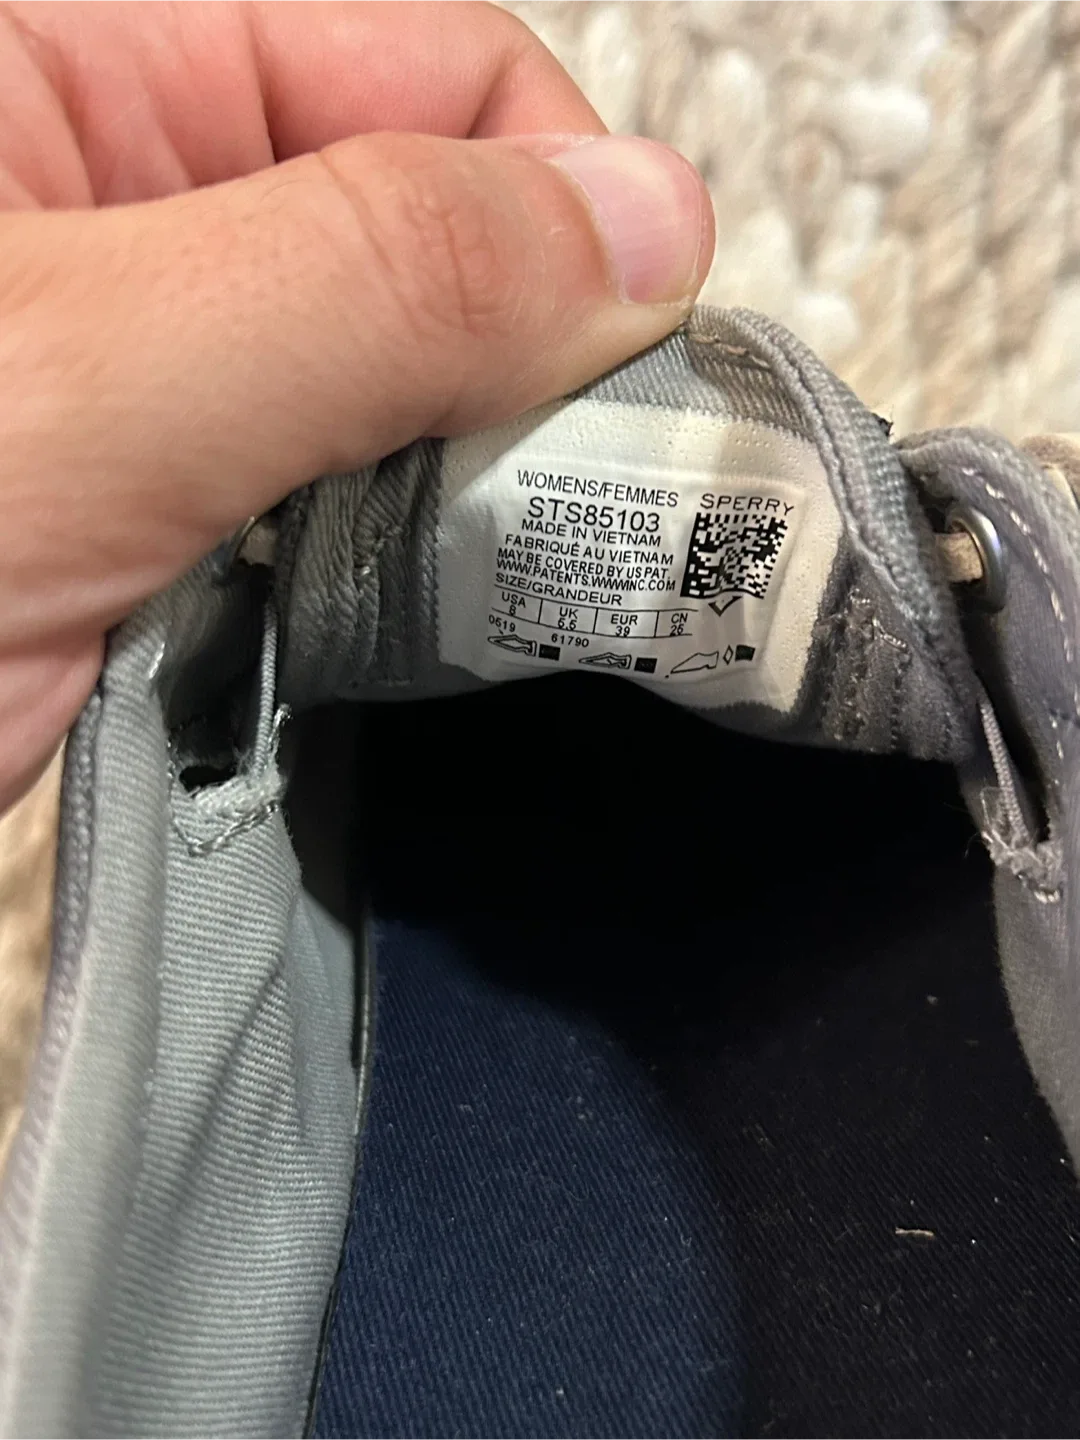 WOMENS/FEMMES
SPERRY
STS85103
MADE IN VIETNAM
FABRIQUÉ AU VIETNAM
MAY BE COVERED BY US PAT.
WWW.PATENTS.WWWINC.COM
SIZE/GRANDEUR
USA UK EUR CN
8 6.5 39 25
0519 61790